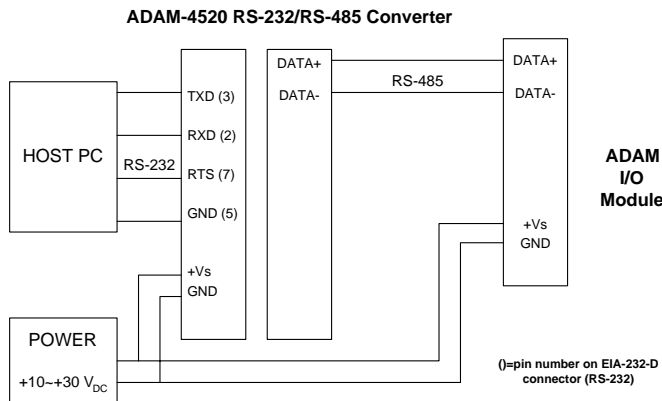 ADAM-4520 RS-232/RS-485 Converter
HOST PC
RS-232
TXD (3)
RXD (2)
RTS (7)
GND (5)
+Vs
GND
DATA+
DATA-
RS-485
DATA+
DATA-
+Vs
GND
ADAM
I/O
Module
POWER
+10~+30 VDC
()=pin number on EIA-232-D
connector (RS-232)